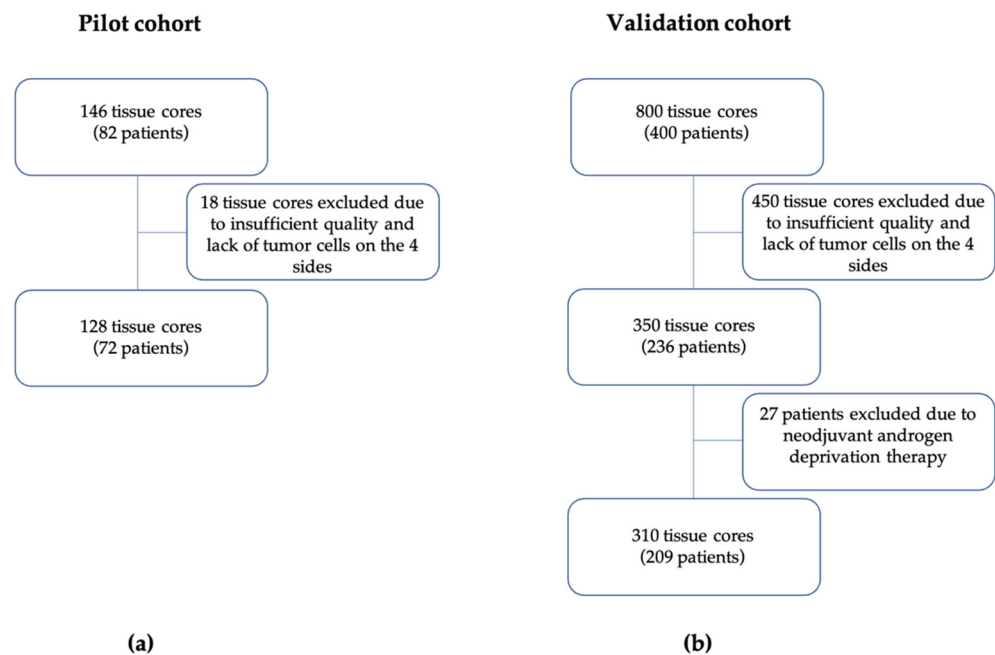 Pilot cohort
146 tissue cores
(82 patients)
18 tissue cores excluded due
to insufficient quality and
lack of tumor cells on the 4
sides
128 tissue cores
(72 patients)
(a)
Validation cohort
800 tissue cores
(400 patients)
450 tissue cores excluded due
to insufficient quality and
lack of tumor cells on the 4
sides
350 tissue cores
(236 patients)
27 patients excluded due to
neodjuvant androgen
deprivation therapy
310 tissue cores
(209 patients)
(b)